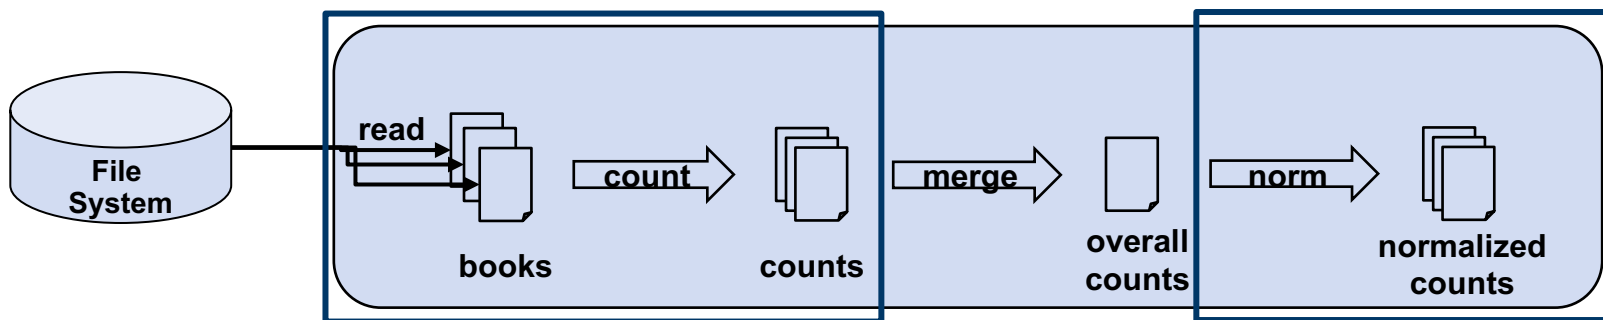 File
System
read
books
count
counts
merge
overall
counts
norm
normalized
counts